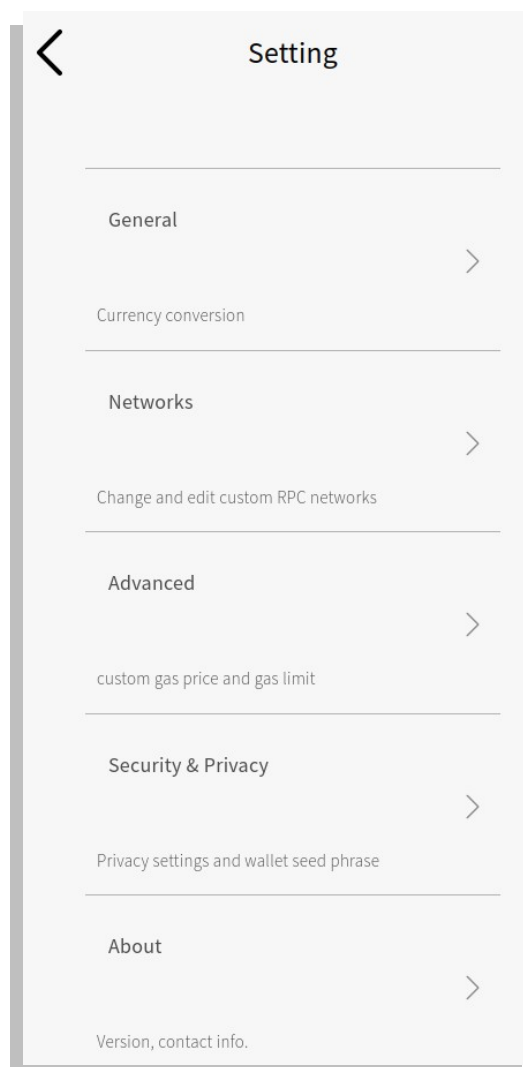 Setting
General
Currency conversion
Networks
Change and edit custom RPC networks
Advanced
custom gas price and gas limit
Security & Privacy
Privacy settings and wallet seed phrase
About
Version, contact info.